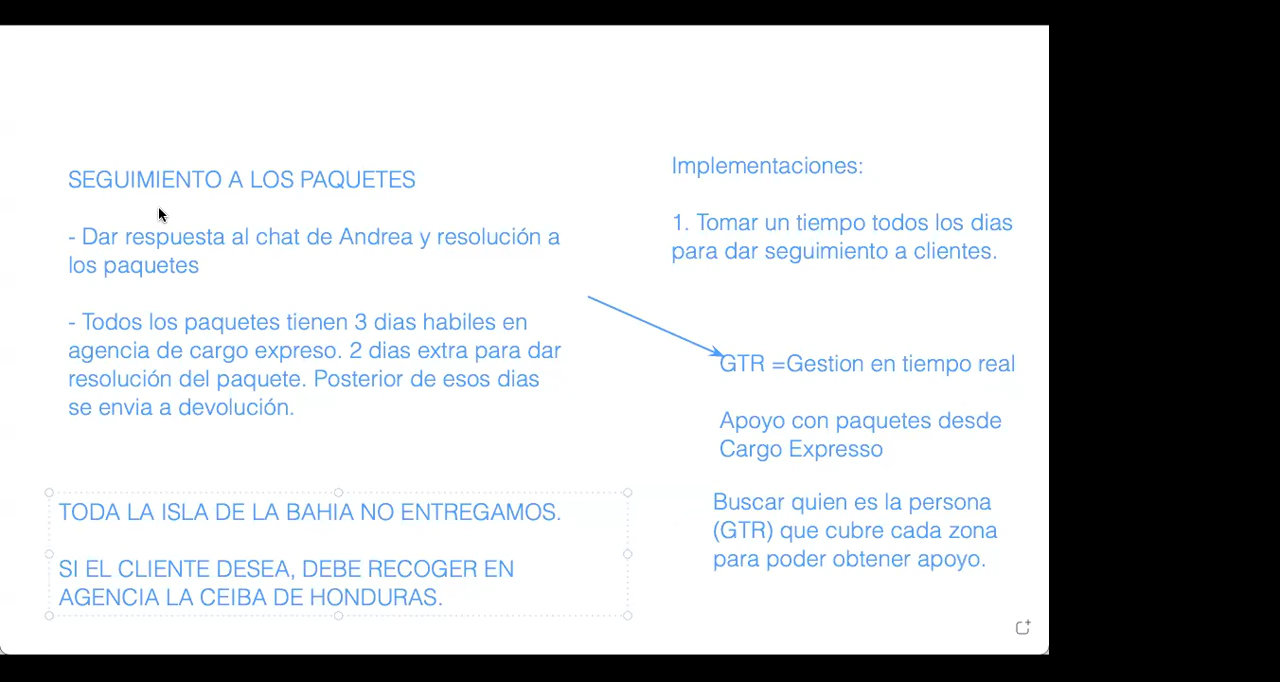 SEGUIMIENTO A LOS PAQUETES
- Dar respuesta al chat de Andrea y resolución a
los paquetes
- Todos los paquetes tienen 3 dias habiles en
agencia de cargo expreso. 2 dias extra para dar
resolución del paquete. Posterior de esos dias
se envia a devolución.
TODA LA ISLA DE LA BAHIA NO ENTREGAMOS.
SI EL CLIENTE DESEA, DEBE RECOGER EN
AGENCIA LA CEIBA DE HONDURAS.
Implementaciones:
1. Tomar un tiempo todos los dias
para dar seguimiento a clientes.
GTR =Gestion en tiempo real
Apoyo con paquetes desde
Cargo Expresso
Buscar quien es la persona
(GTR) que cubre cada zona
para poder obtener apoyo.